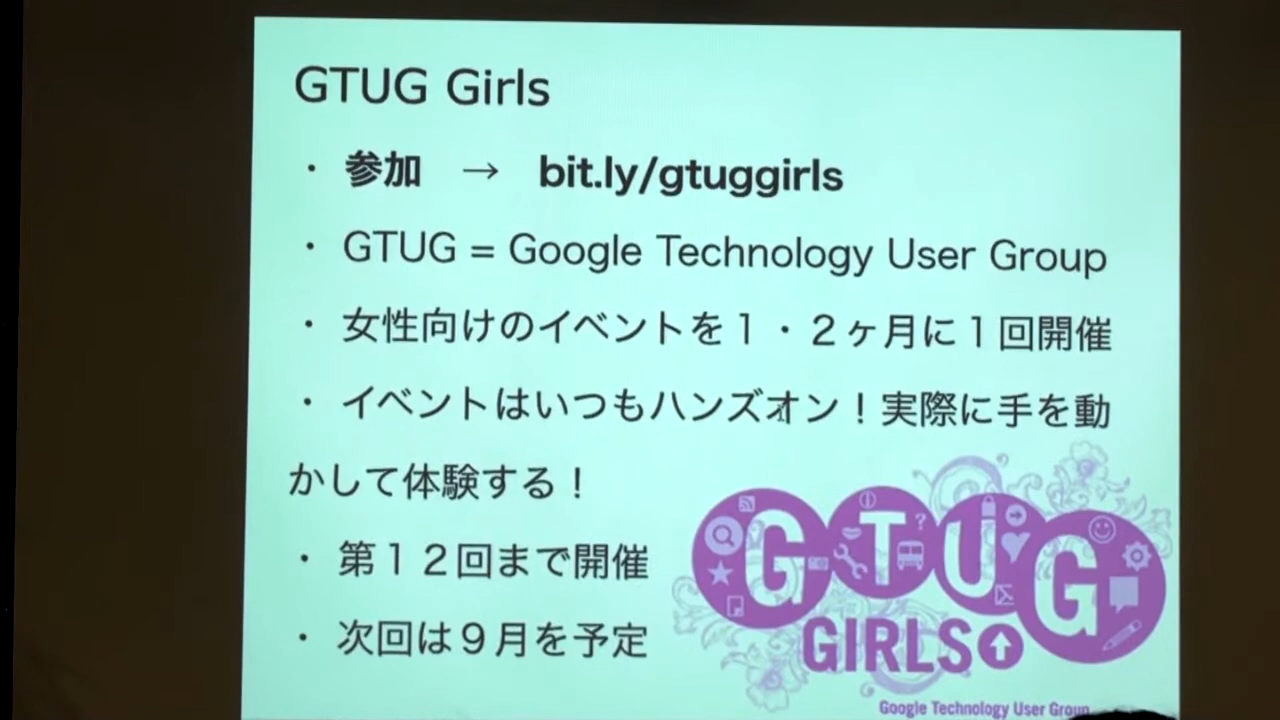 GTUG Girls
・ 参加　→　bit.ly/gtuggirls
・ GTUG = Google Technology User Group
・ 女性向けのイベントを１・２ヶ月に１回開催
・ イベントはいつもハンズオン！実際に手を動
かして体験する！
・ 第１２回まで開催
・ 次回は９月を予定
GTUG
GIRLS
Google Technology User Group